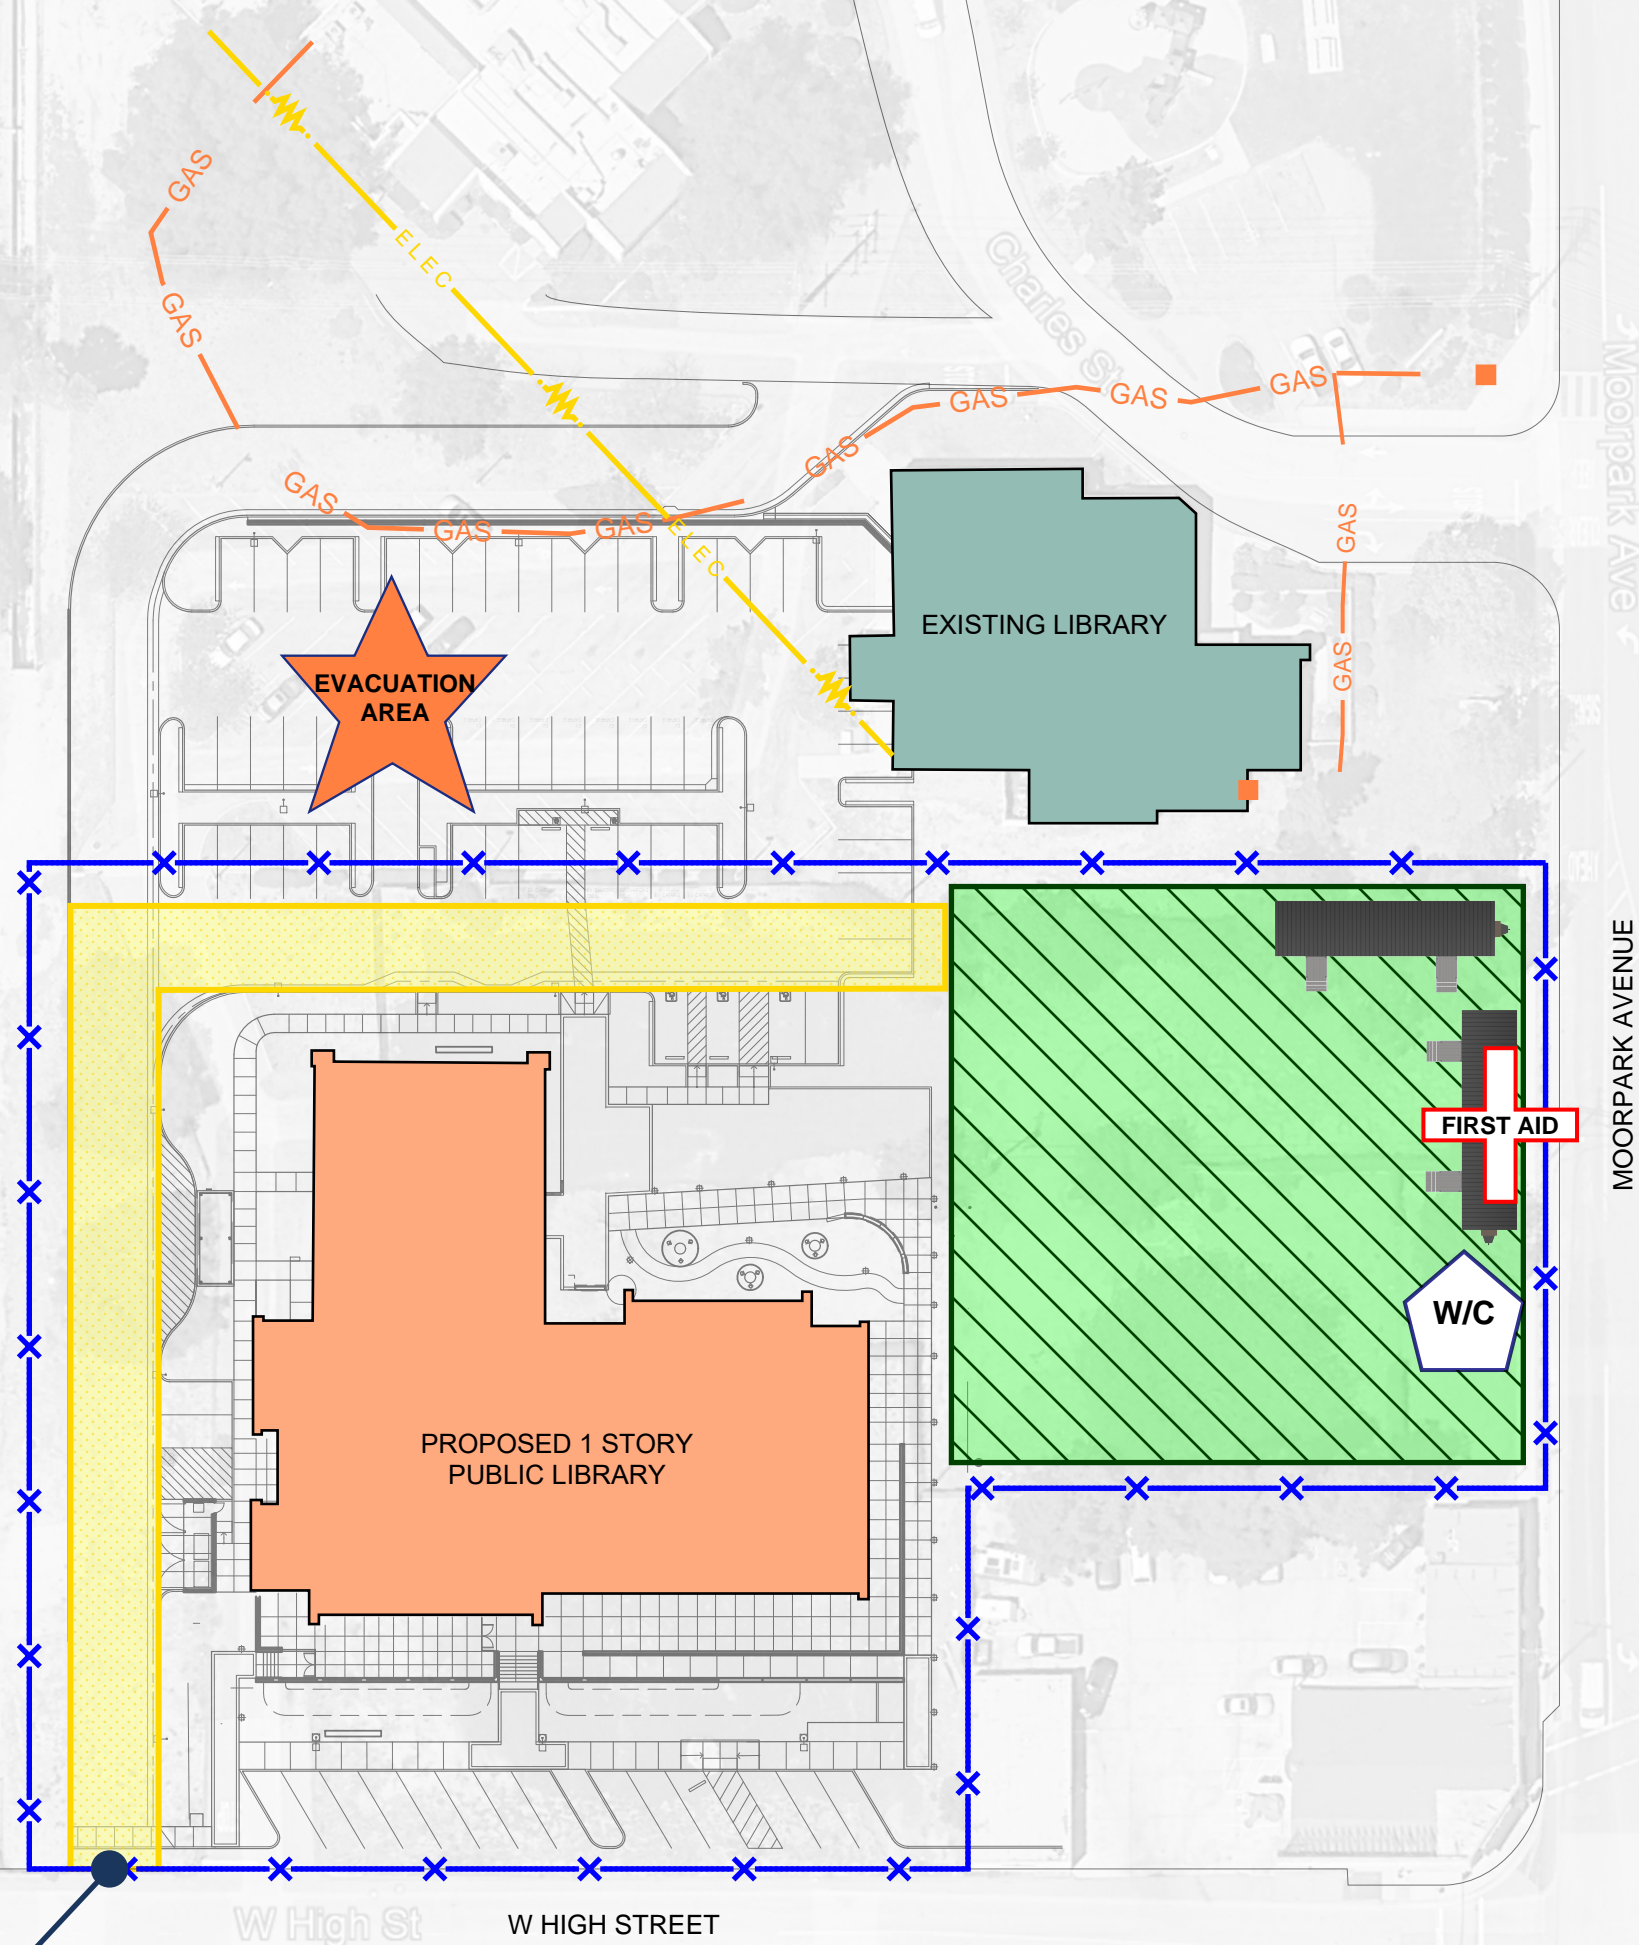 GAS
ELEC
Charles St
GAS
Moorpark Ave
GAS
GAS
GAS
GAS
GAS
GAS
GAS
GAS
ELEC
GAS
EXISTING LIBRARY
GAS
EVACUATION
AREA
MOORPARK AVENUE
FIRST AID
W/C
PROPOSED 1 STORY
PUBLIC LIBRARY
W High St
W HIGH STREET